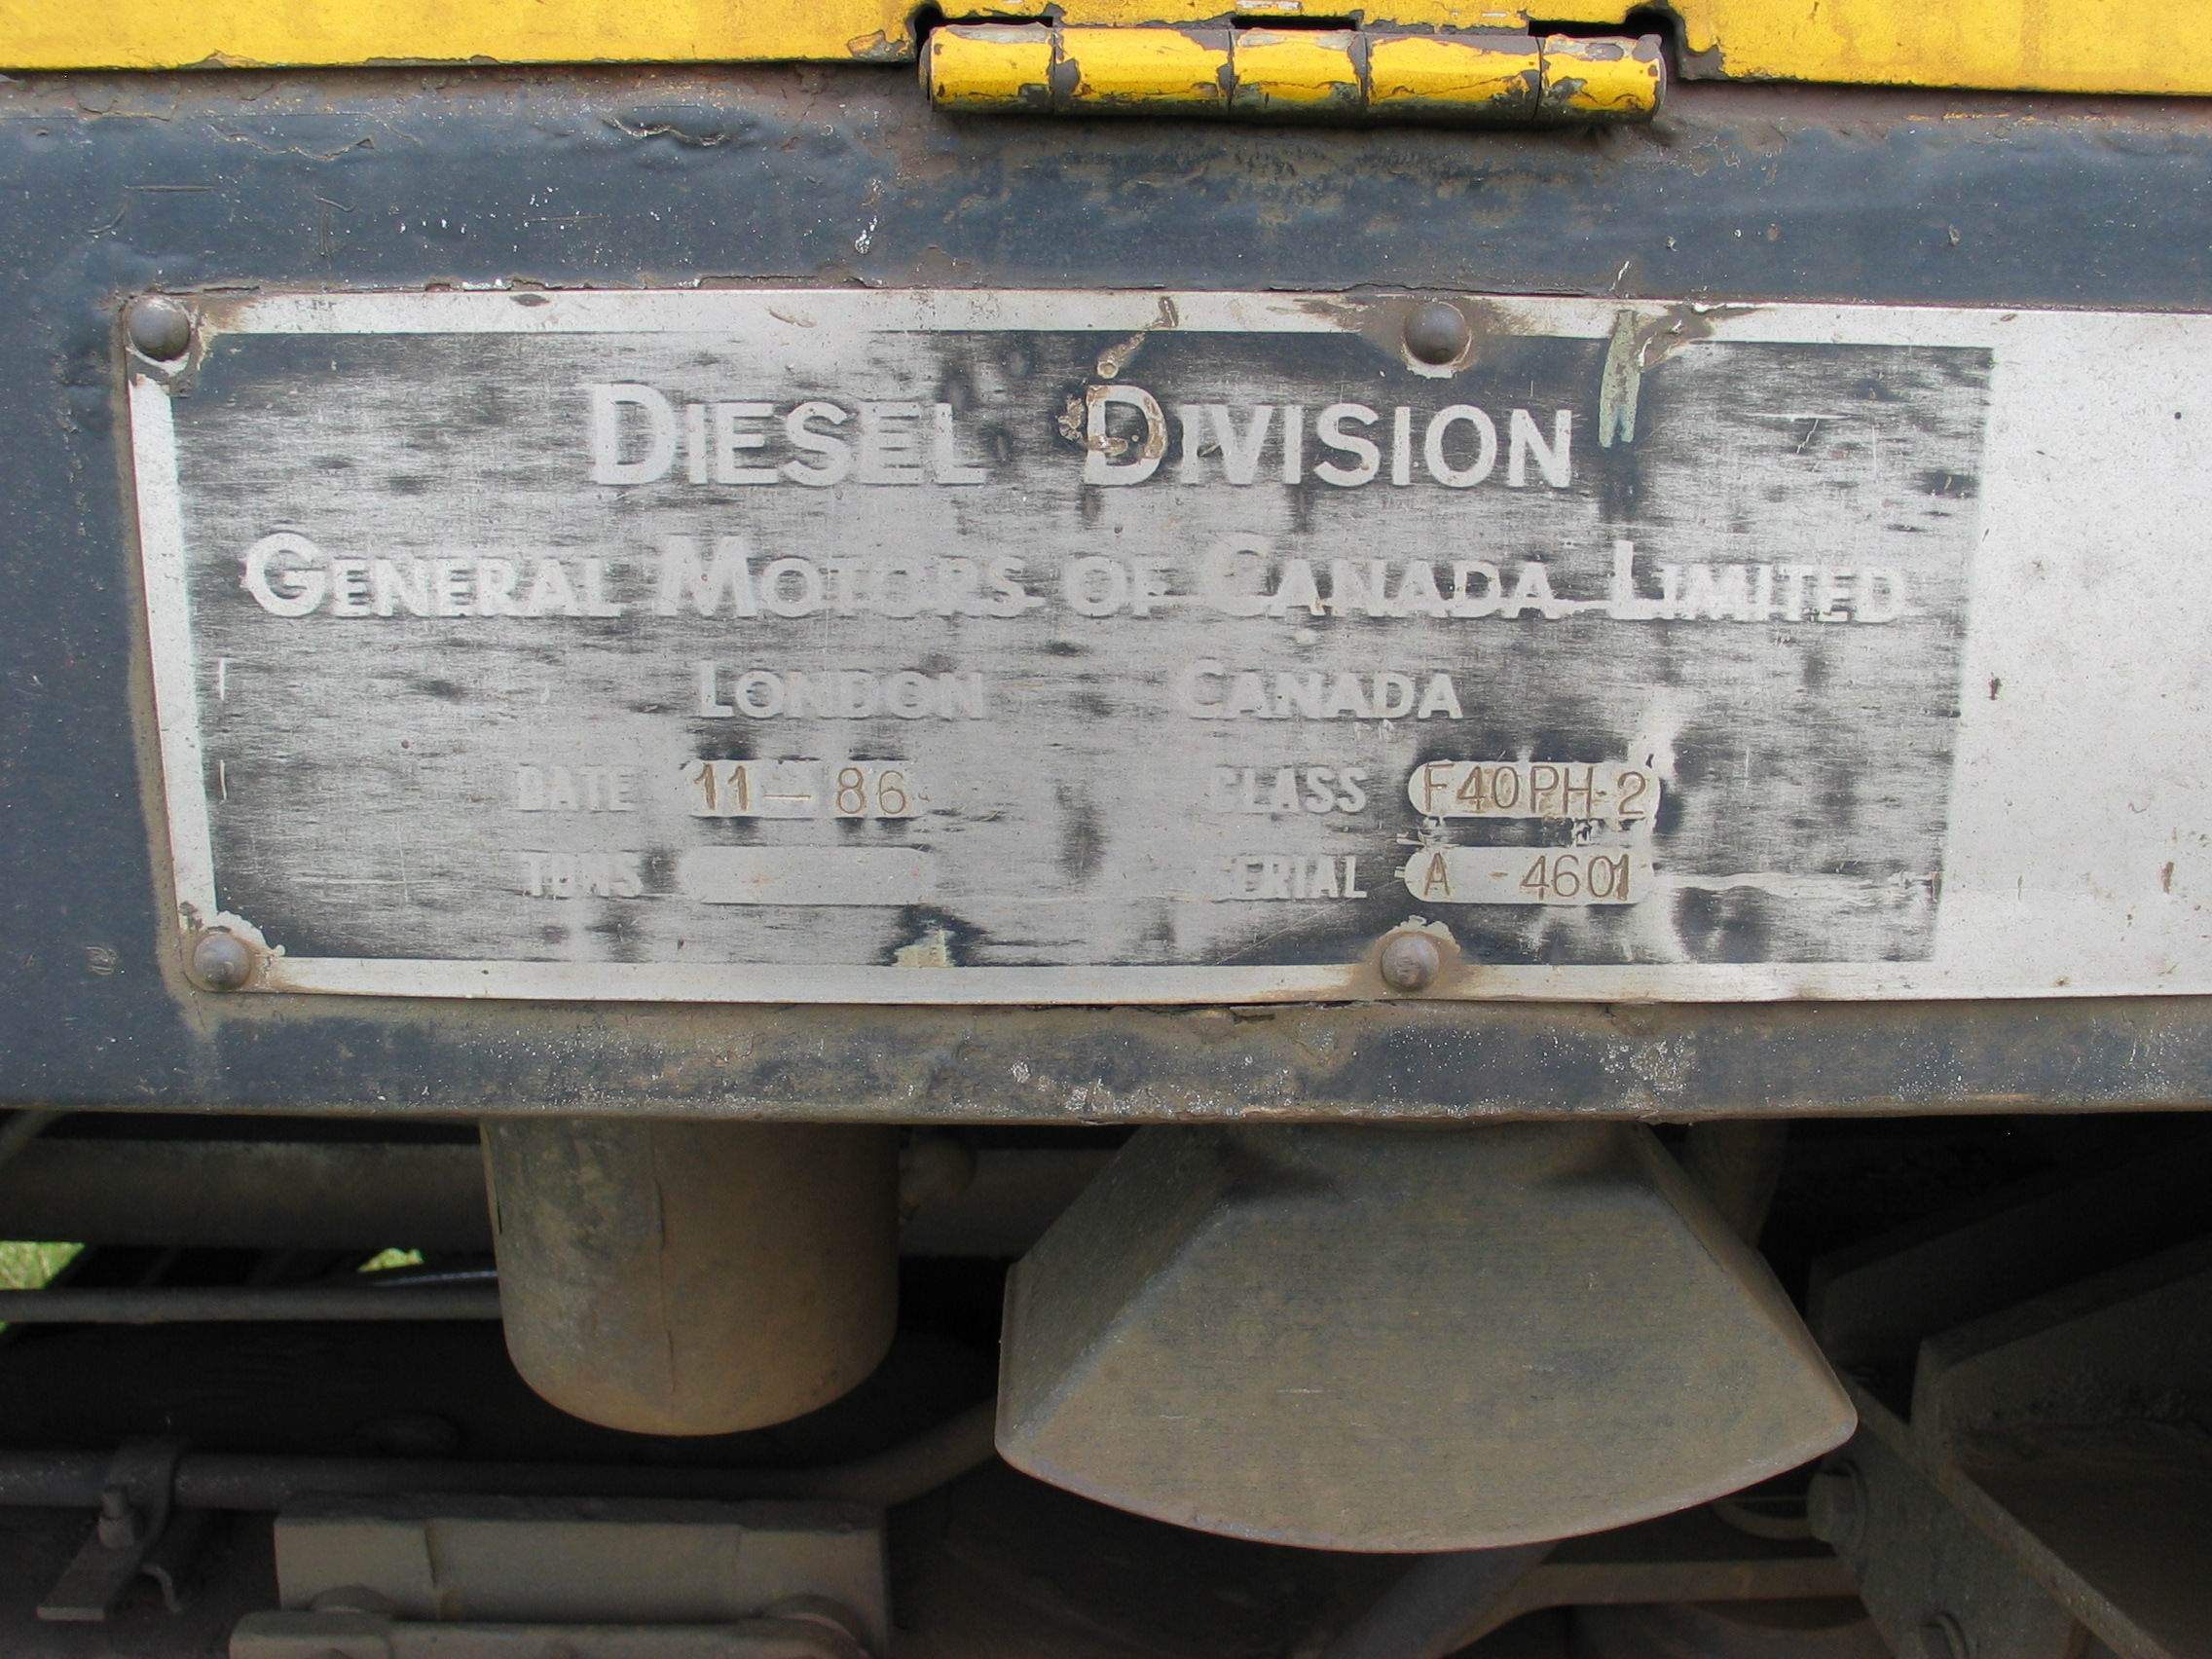 DIESEL DIVISION
GENERAL MOTORS OF CANADA LIMITED
LONDON CANADA
DATE 11-86 CLASS F40PH-2
TONS SERIAL A-4601